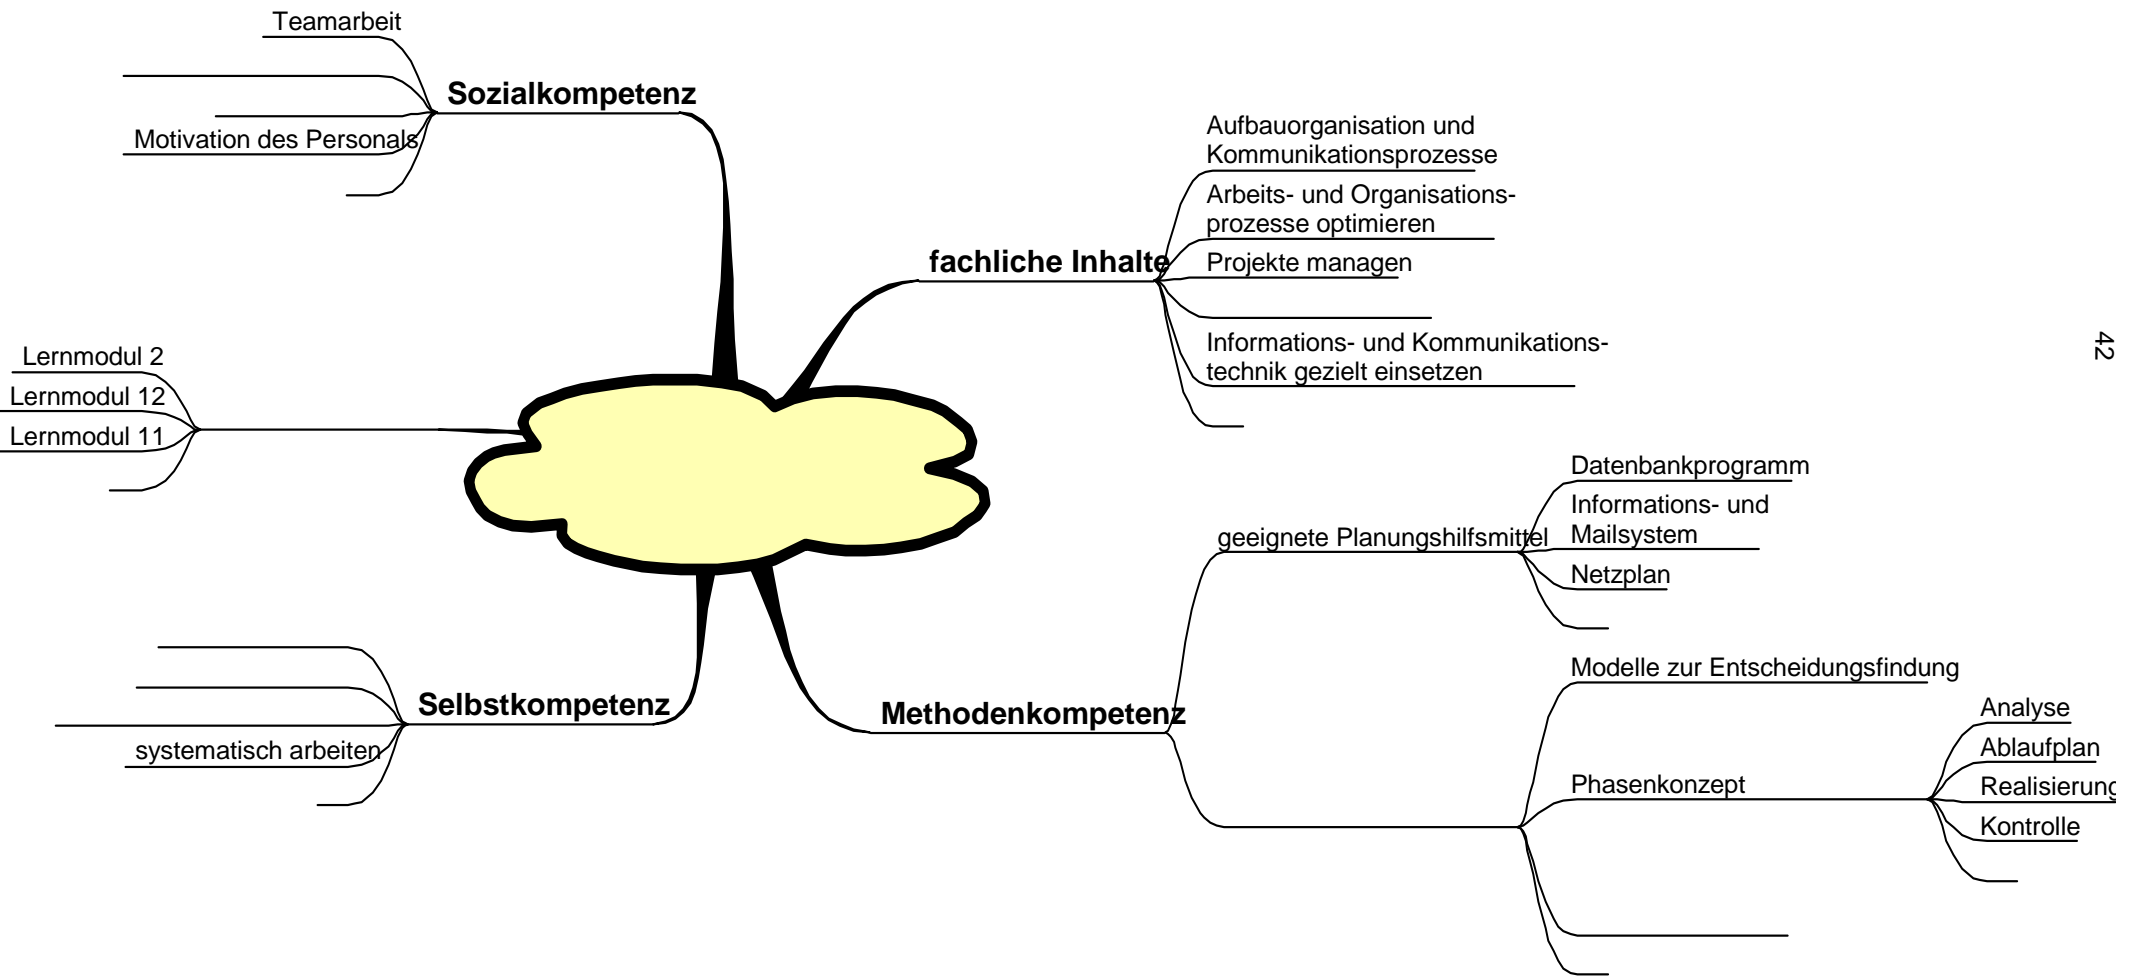 Teamarbeit
Sozialkompetenz
Motivation des Personals
Aufbauorganisation und
Kommunikationsprozesse
Arbeits- und Organisations-
prozesse optimieren
fachliche Inhalte
Projekte managen
Informations- und Kommunikations-
technik gezielt einsetzen
42
Lernmodul 2
Lernmodul 12
Lernmodul 11
Datenbankprogramm
Informations- und
Mailsystem
geeignete Planungshilfsmittel
Netzplan
Modelle zur Entscheidungsfindung
Selbstkompetenz
systematisch arbeiten
Methodenkompetenz
Phasenkonzept
Analyse
Ablaufplan
Realisierung
Kontrolle